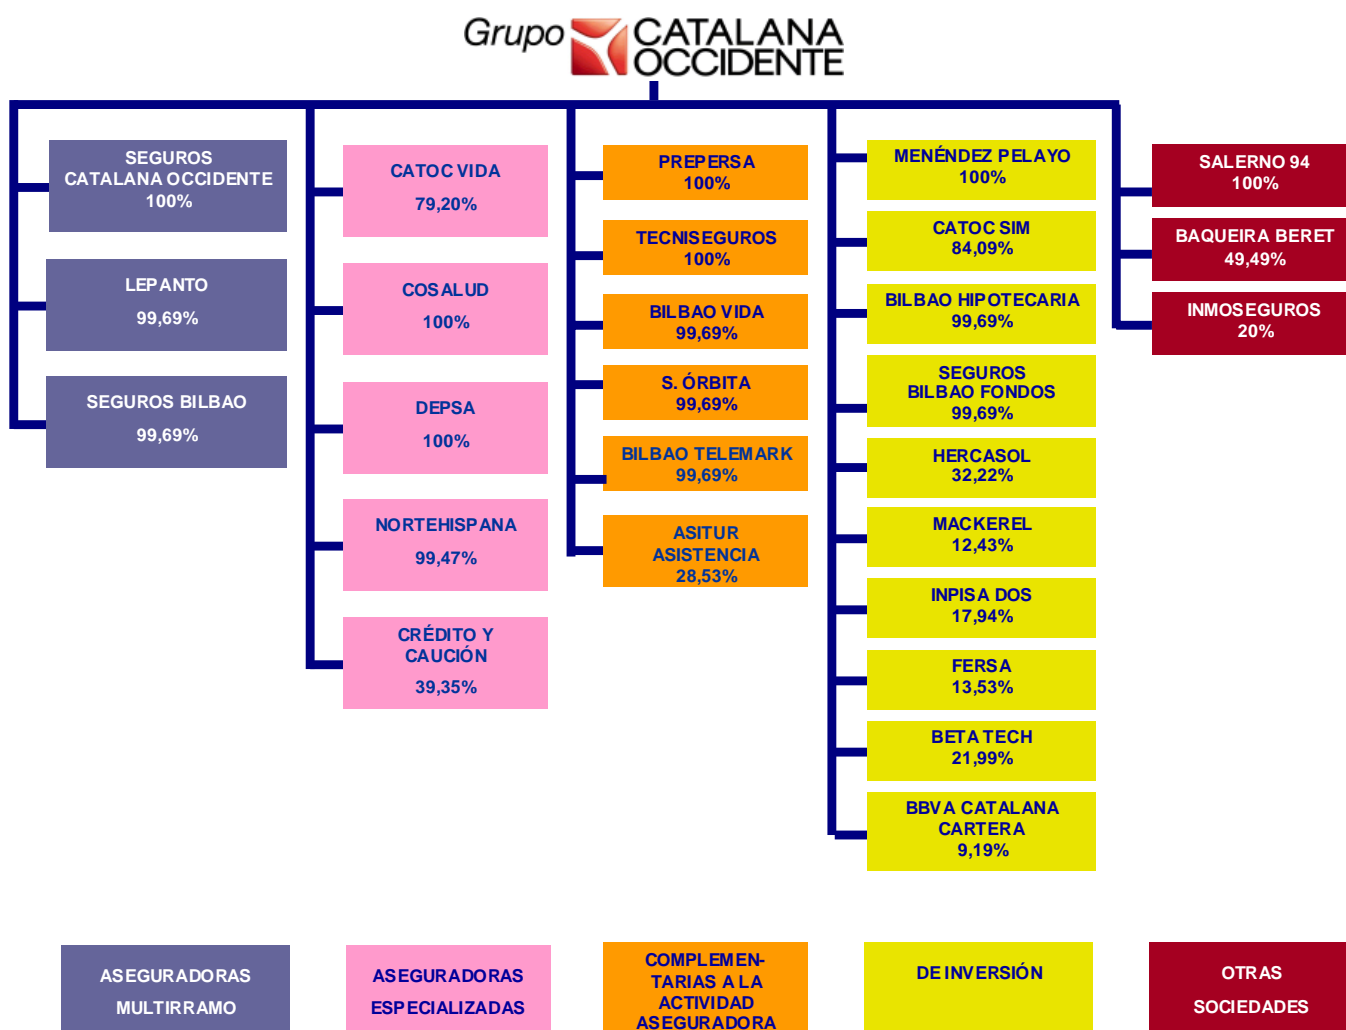 Grupo CATALANA
OCCIDENTE
SEGUROS
CATALANA OCCIDENTE
100%
LEPANTO
99,69%
SEGUROS BILBAO
99,69%
CATOC VIDA
79,20%
COSALUD
100%
DEPSA
100%
NORTEHISPANA
99,47%
CRÉDITO Y
CAUCIÓN
39,35%
PREPERSA
100%
TECNISEGUROS
100%
BILBAO VIDA
99,69%
S. ÓRBITA
99,69%
BILBAO TELEMARK
99,69%
ASITUR
ASISTENCIA
28,53%
MENÉNDEZ PELAYO
100%
CATOC SIM
84,09%
BILBAO HIPOTECARIA
99,69%
SEGUROS
BILBAO FONDOS
99,69%
HERCASOL
32,22%
MACKEREL
12,43%
INPISA DOS
17,94%
FERSA
13,53%
BETA TECH
21,99%
BBVA CATALANA
CARTERA
9,19%
SALERNO 94
100%
BAQUEIRA BERET
49,49%
INMOSEGUROS
20%
ASEGURADORAS
MULTIRRAMO
ASEGURADORAS
ESPECIALIZADAS
COMPLEMEN-
TARIAS A LA
ACTIVIDAD
ASEGURADORA
DE INVERSIÓN
OTRAS
SOCIEDADES